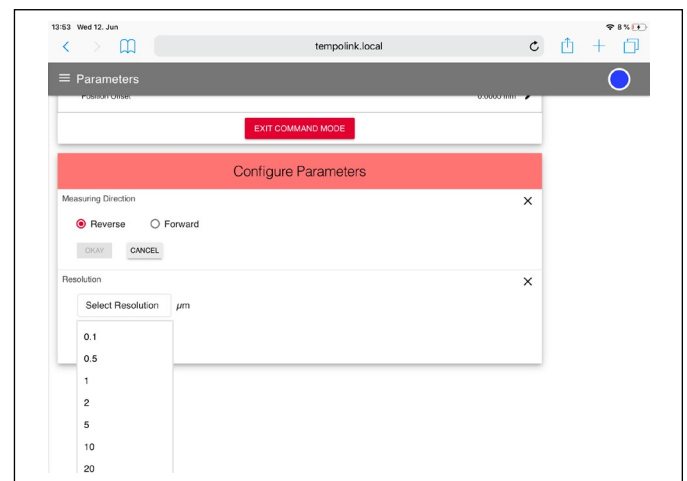 13:53 Wed 12. Jun
8 %
tempolink.local
Parameters
Position Offset 0.0000 mm
EXIT COMMAND MODE
Configure Parameters
Measuring Direction
Reverse Forward
OKAY CANCEL
Resolution
Select Resolution µm
0.1
0.5
1
2
5
10
20